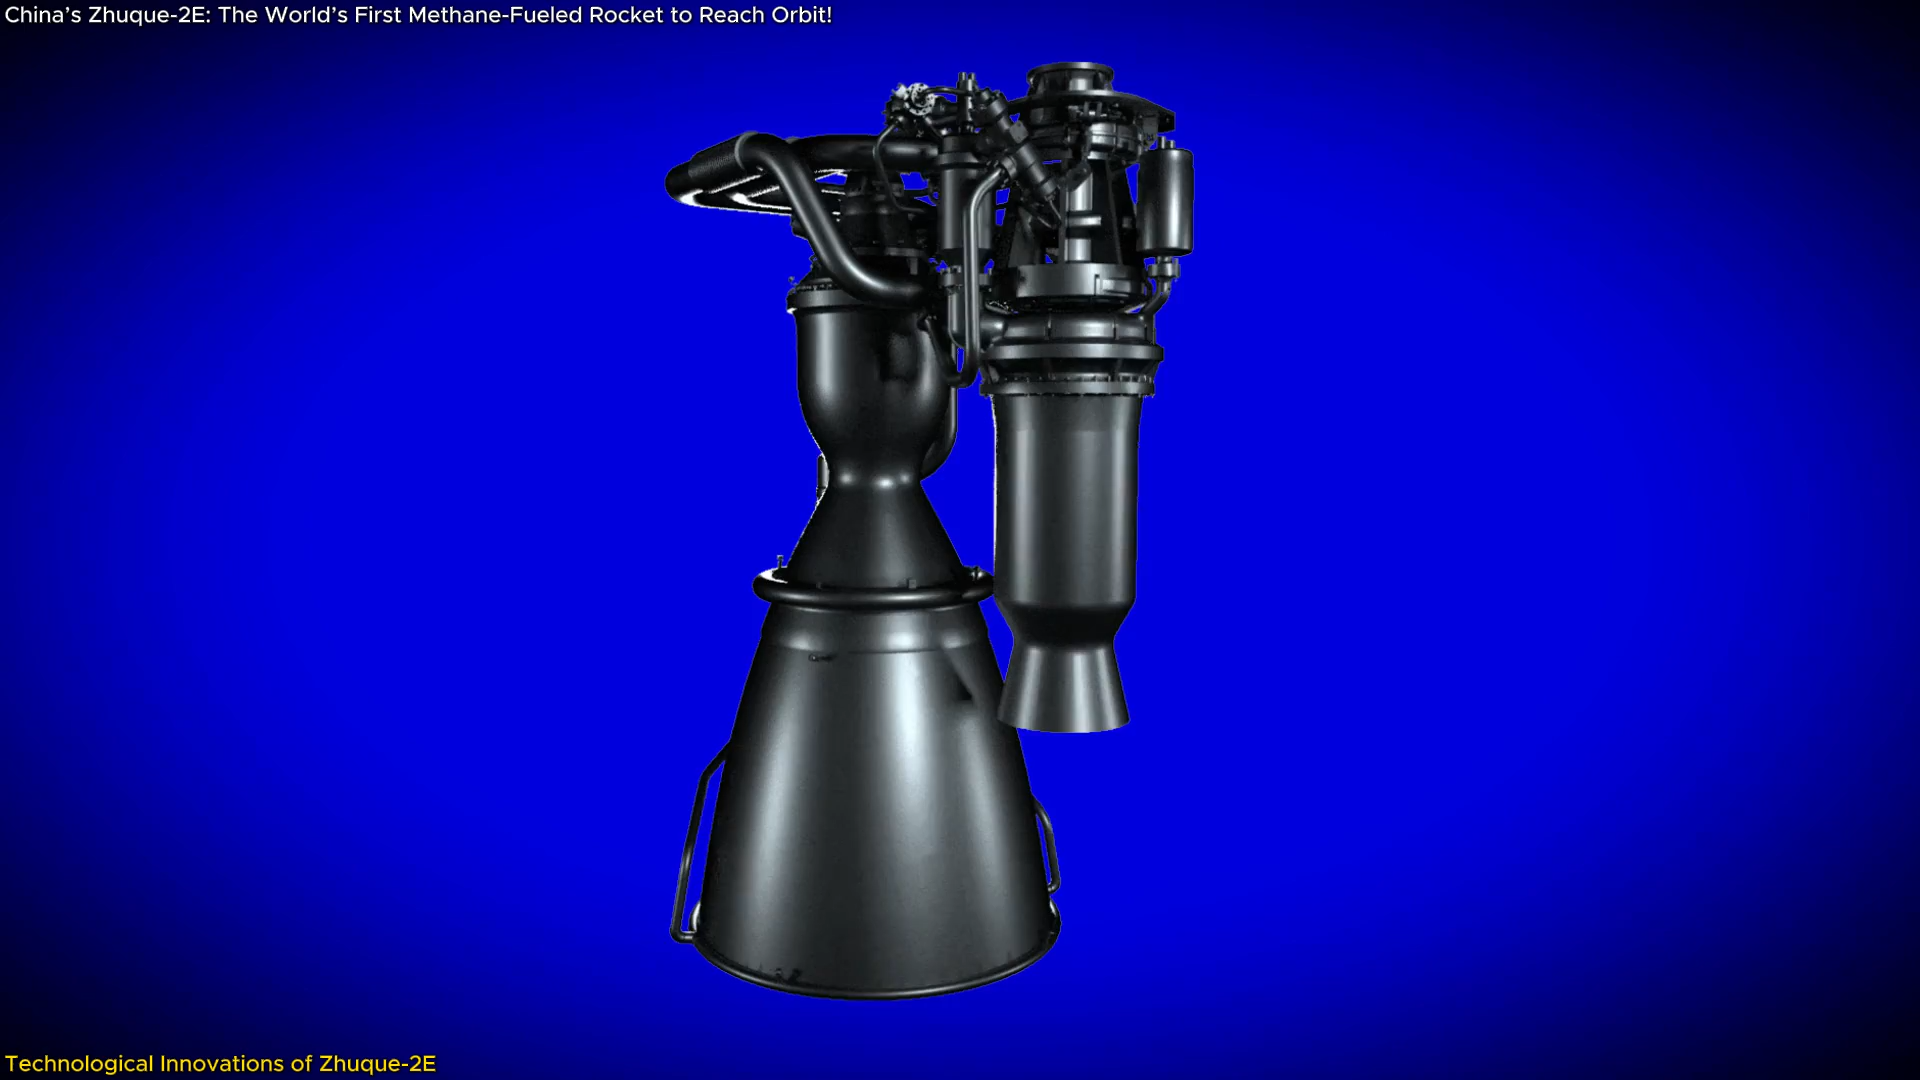 China’s Zhuque-2E: The World’s First Methane-Fueled Rocket to Reach Orbit!
Technological Innovations of Zhuque-2E